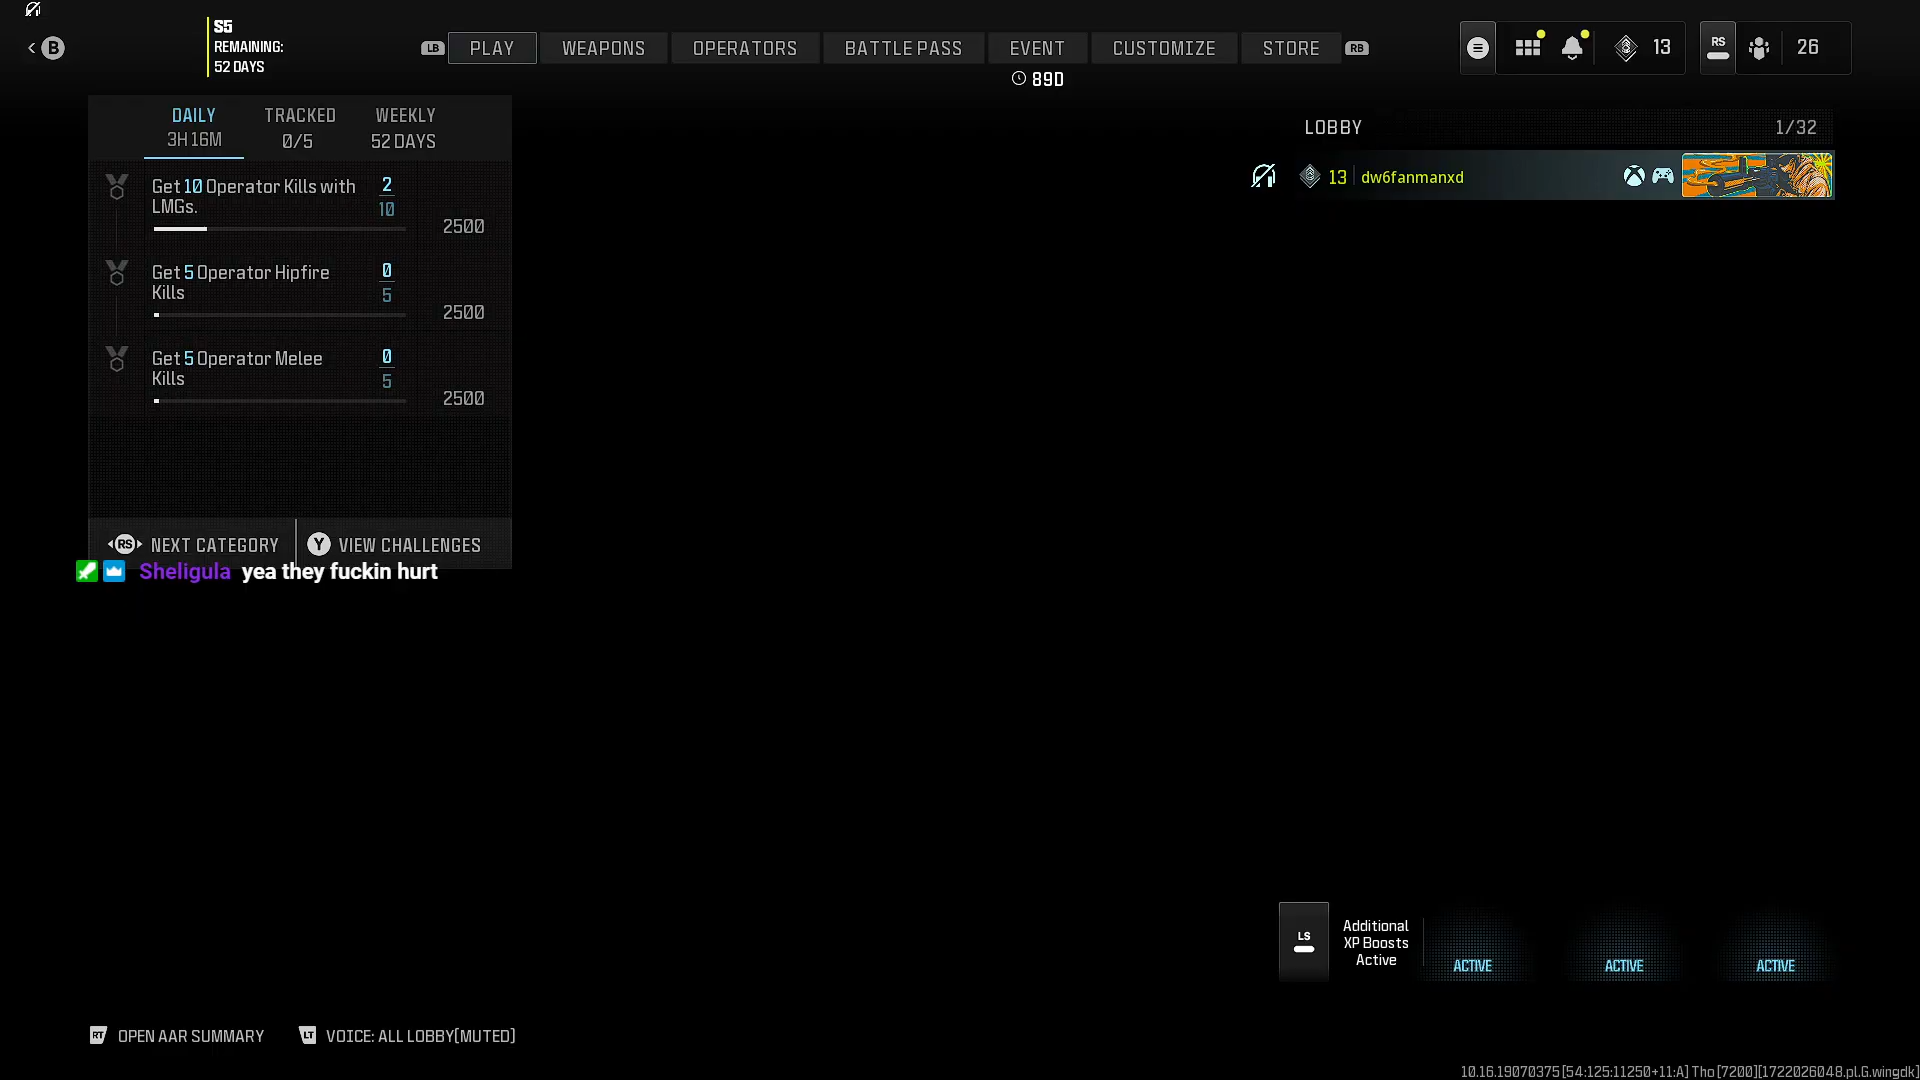 B
S5
REMAINING:
52 DAYS
LB
PLAY
WEAPONS
OPERATORS
BATTLE PASS
EVENT
CUSTOMIZE
STORE
RB
89D
13
RS
26
DAILY
3H 16M
TRACKED
0/5
WEEKLY
52 DAYS
Get 10 Operator Kills with
LMGs.
2
10
2500
Get 5 Operator Hipfire
Kills
0
5
2500
Get 5 Operator Melee
Kills
0
5
2500
RS NEXT CATEGORY
Y VIEW CHALLENGES
Sheligula yea they fuckin hurt
LOBBY
1/32
13 dw6fanmanxd
LS
Additional
XP Boosts
Active
ACTIVE
ACTIVE
ACTIVE
RT OPEN AAR SUMMARY
LT VOICE: ALL LOBBY[MUTED]
10.16.19070375[54:125:11250+11:A] Tho[7200][1722026048.pl.G.wingdk]